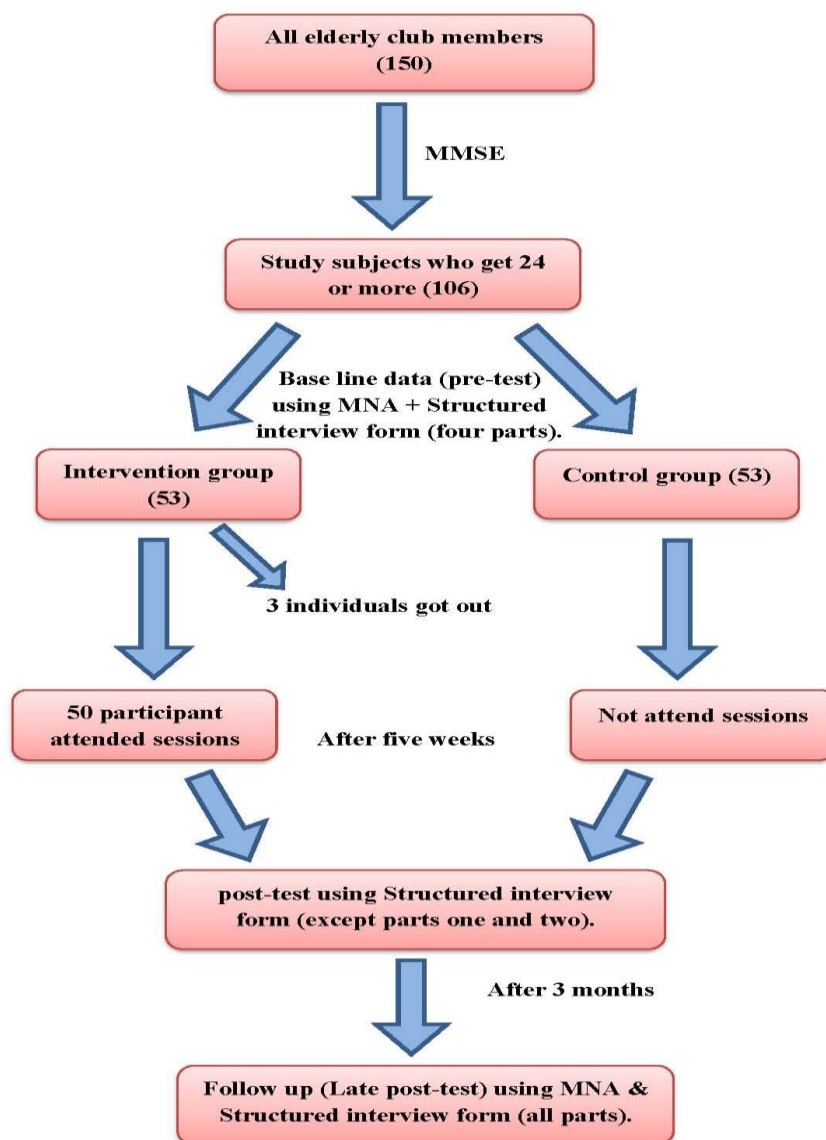 All elderly club members
(150)
MMSE
Study subjects who get 24
or more (106)
Base line data (pre-test)
using MNA + Structured
interview form (four parts).
Intervention group
(53)
Control group (53)
3 individuals got out
50 participant
attended sessions
After five weeks
Not attend sessions
post-test using Structured interview
form (except parts one and two).
After 3 months
Follow up (Late post-test) using MNA &
Structured interview form (all parts).